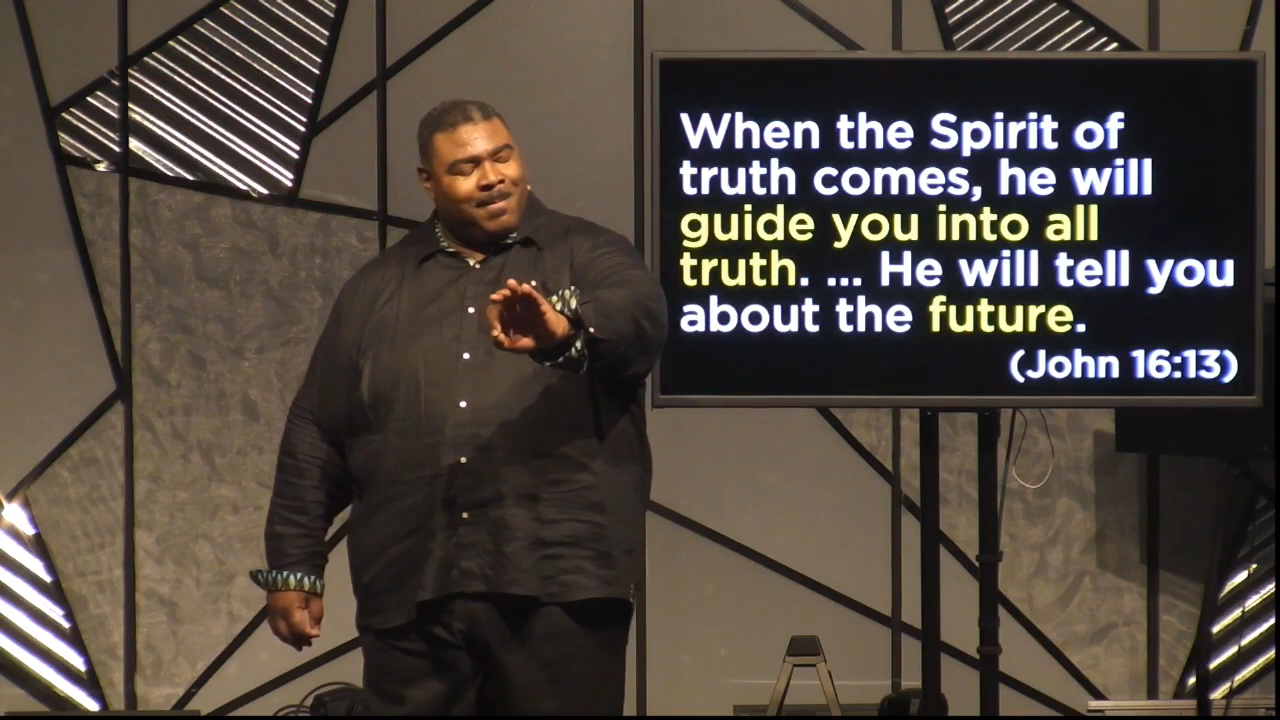 When the Spirit of
truth comes, he will
guide you into all
truth. ... He will tell you
about the future.
(John 16:13)